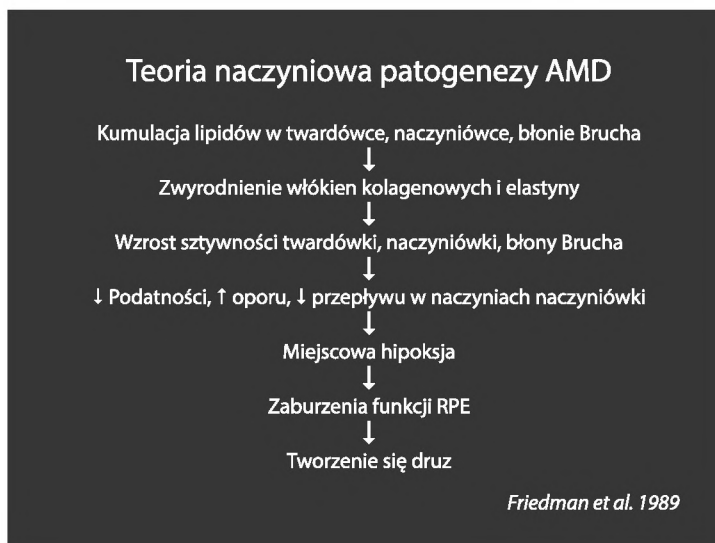 Teoria naczyniowa patogenezy AMD
Kumulacja lipidów w twardówce, naczyniówce, błonie Brucha
↓
Zwyrodnienie włókien kolagenowych i elastyny
↓
Wzrost sztywności twardówki, naczyniówki, błony Brucha
↓
↓ Podatności, ↑ oporu, ↓ przepływu w naczyniach naczyniówki
↓
Miejscowa hipoksja
↓
Zaburzenia funkcji RPE
↓
Tworzenie się druz
Friedman et al. 1989